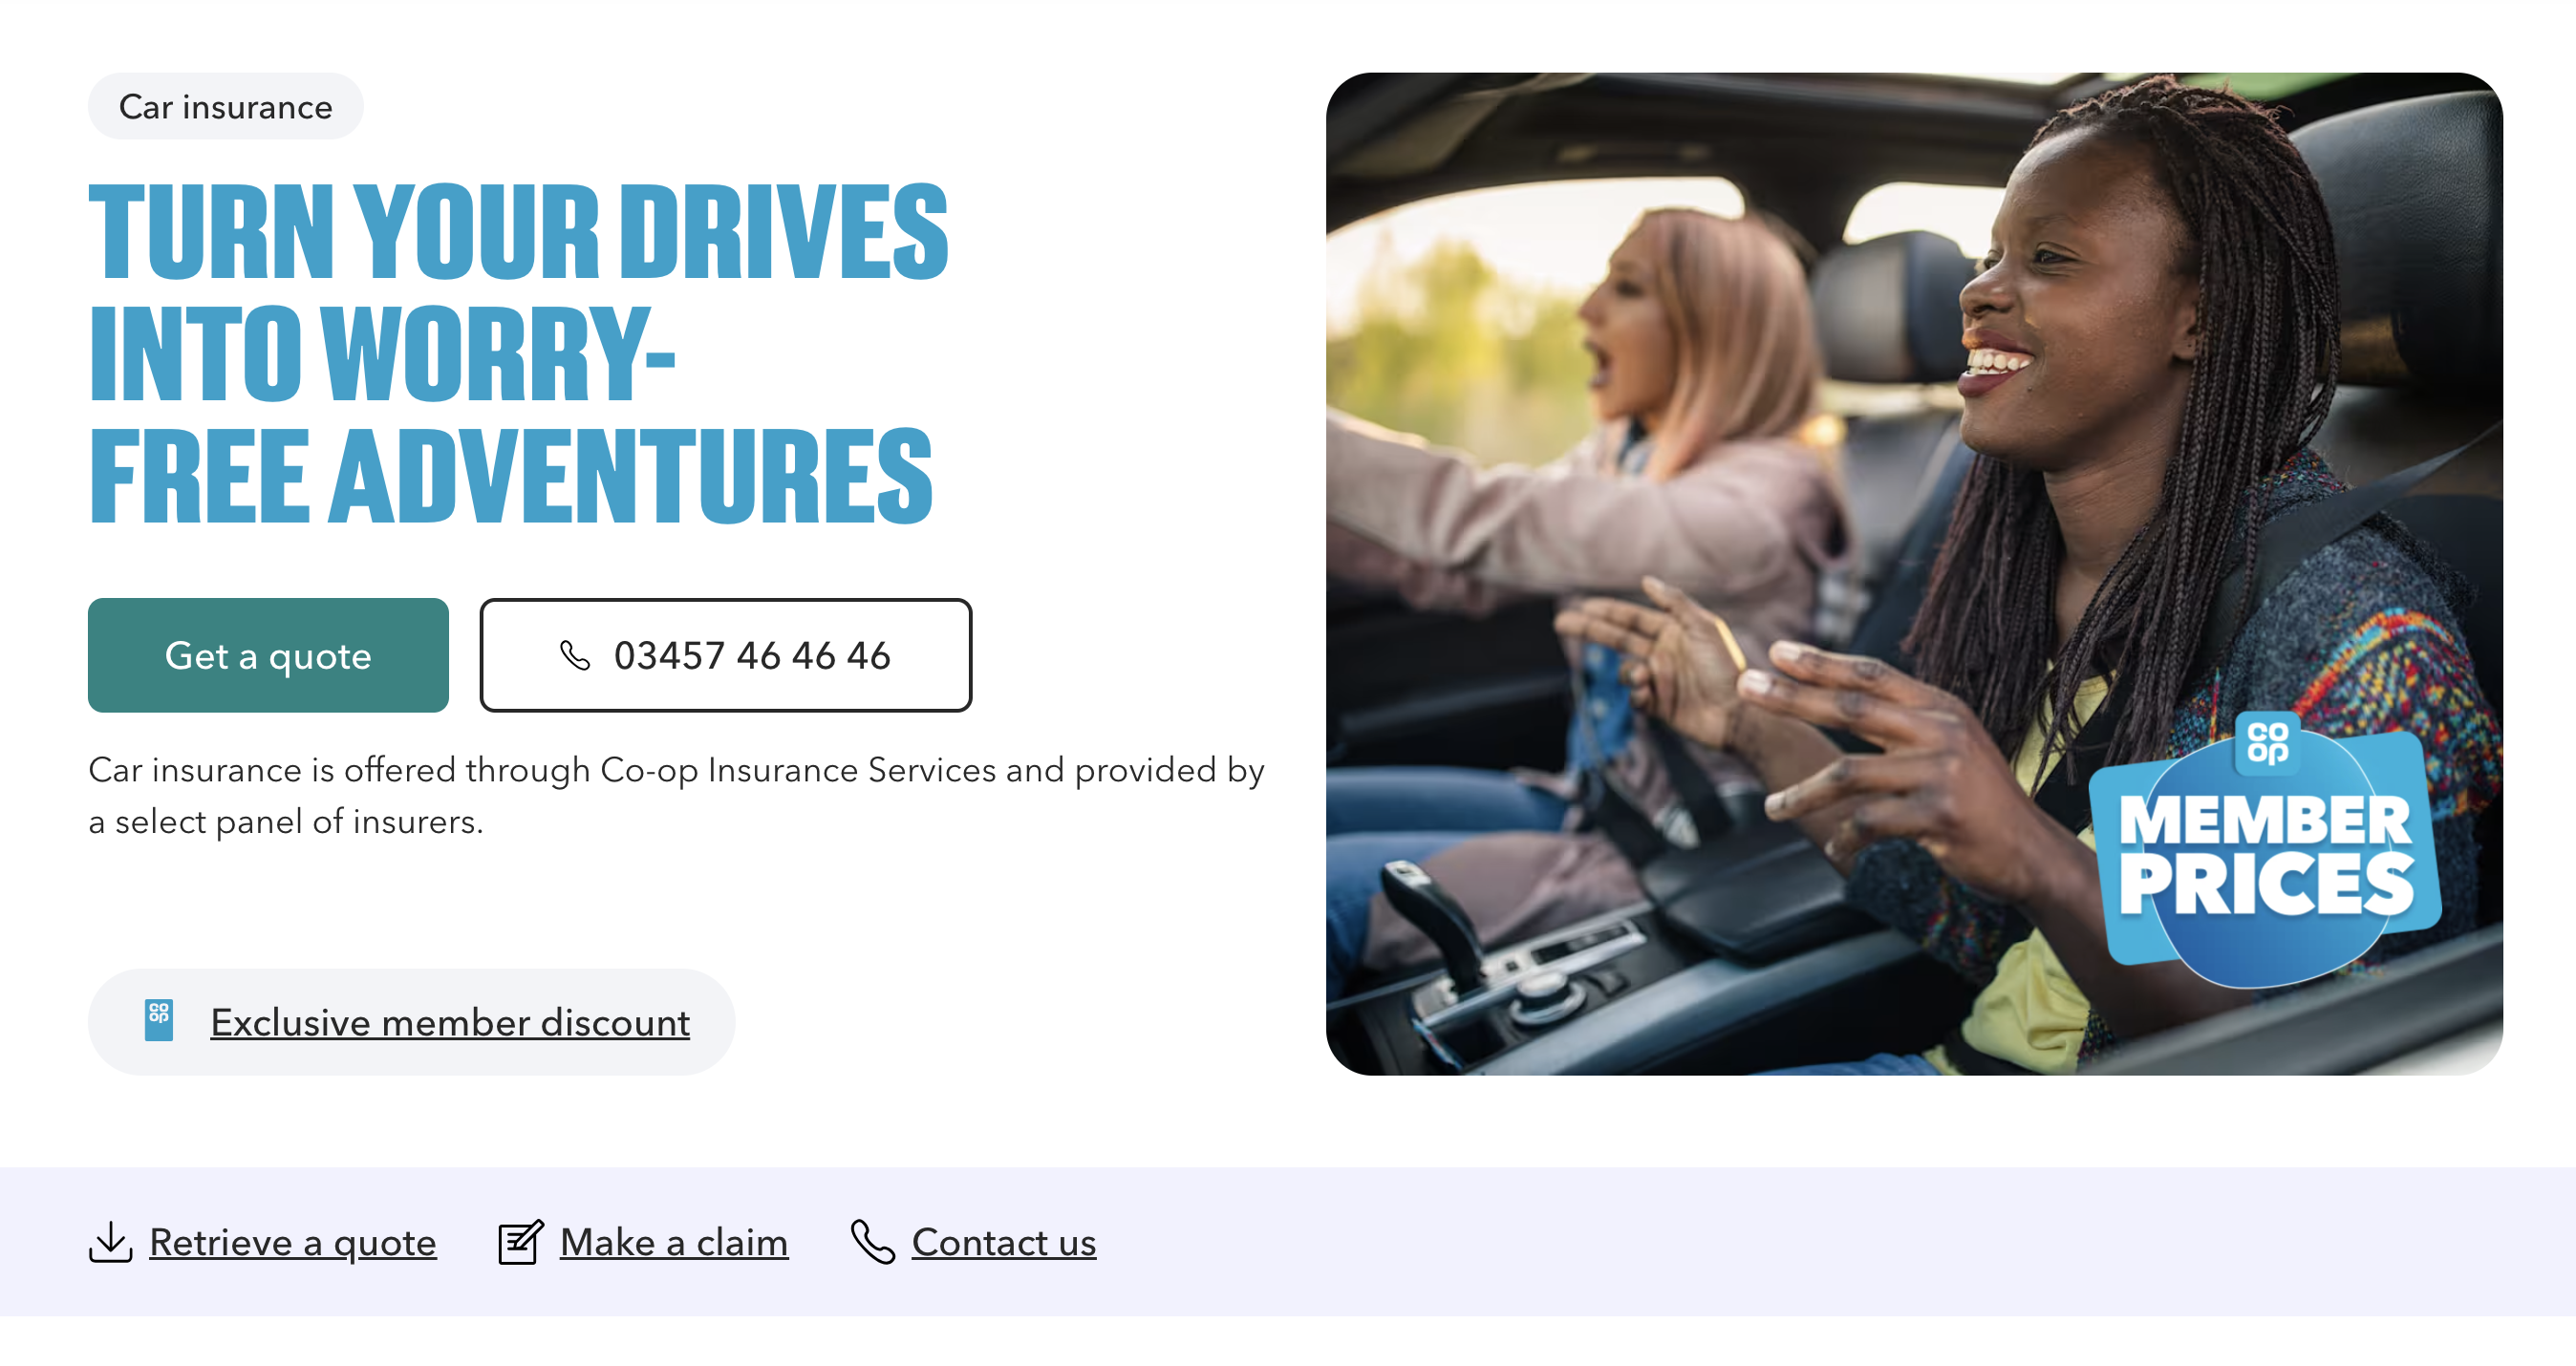 Car insurance
TURN YOUR DRIVES
INTO WORRY-
FREE ADVENTURES
Get a quote
03457 46 46 46
Car insurance is offered through Co-op Insurance Services and provided by
a select panel of insurers.
co
op
Exclusive member discount
co
op
MEMBER
PRICES
Retrieve a quote
Make a claim
Contact us